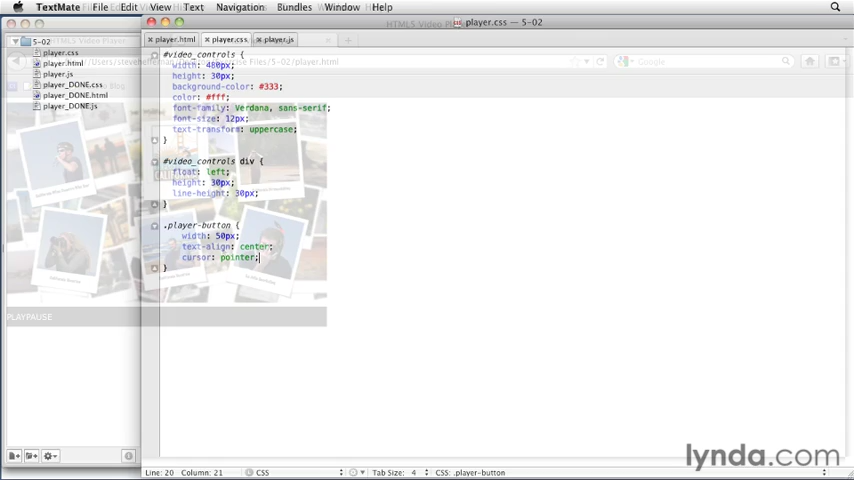 TextMate File Edit View Text Navigation Bundles Window Help
player.css — 5-02
player.html player.css player.js
5-02
player.css
player.html
player.js
player_DONE.css
player_DONE.html
player_DONE.js
#video_controls {
width: 480px;
height: 30px;
background-color: #333;
color: #fff;
font-family: Verdana, sans-serif;
font-size: 12px;
text-transform: uppercase;
}
#video_controls div {
float: left;
height: 30px;
line-height: 30px;
}
.player-button {
width: 50px;
text-align: center;
cursor: pointer;
}
PLAYPAUSE
Google
Line: 20 Column: 21 CSS Tab Size: 4 CSS: .player-button
lynda.com